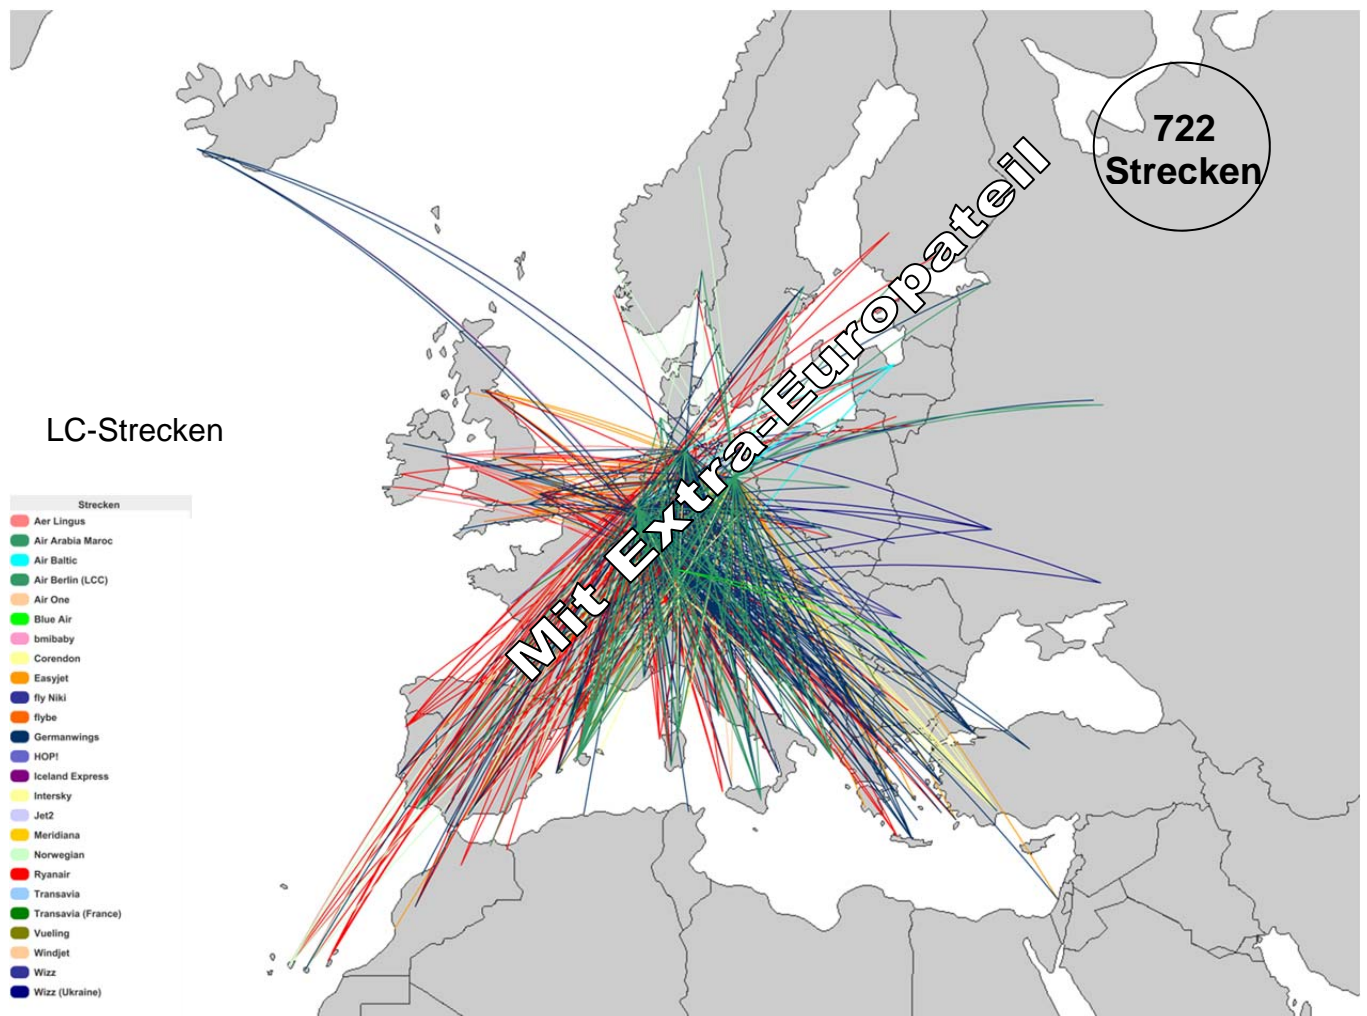 722
Strecken
Mit Extra-Europateil
LC-Strecken
Strecken
Aer Lingus
Air Arabia Maroc
Air Baltic
Air Berlin (LCC)
Air One
Blue Air
bmibaby
Corendon
Easyjet
fly Niki
flybe
Germanwings
HOP!
Iceland Express
Intersky
Jet2
Meridiana
Norwegian
Ryanair
Transavia
Transavia (France)
Vueling
Windjet
Wizz
Wizz (Ukraine)